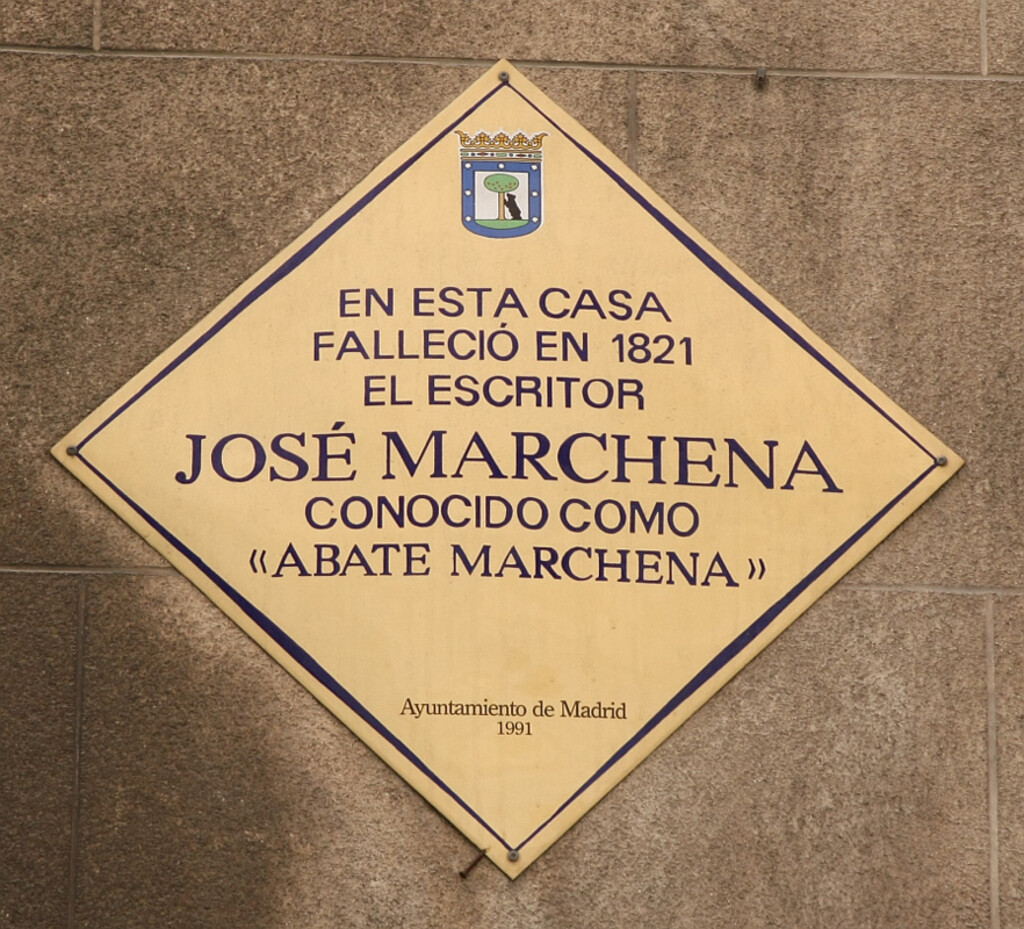 EN ESTA CASA
FALLECIÓ EN 1821
EL ESCRITOR
JOSÉ MARCHENA
CONOCIDO COMO
«ABATE MARCHENA»
Ayuntamiento de Madrid
1991